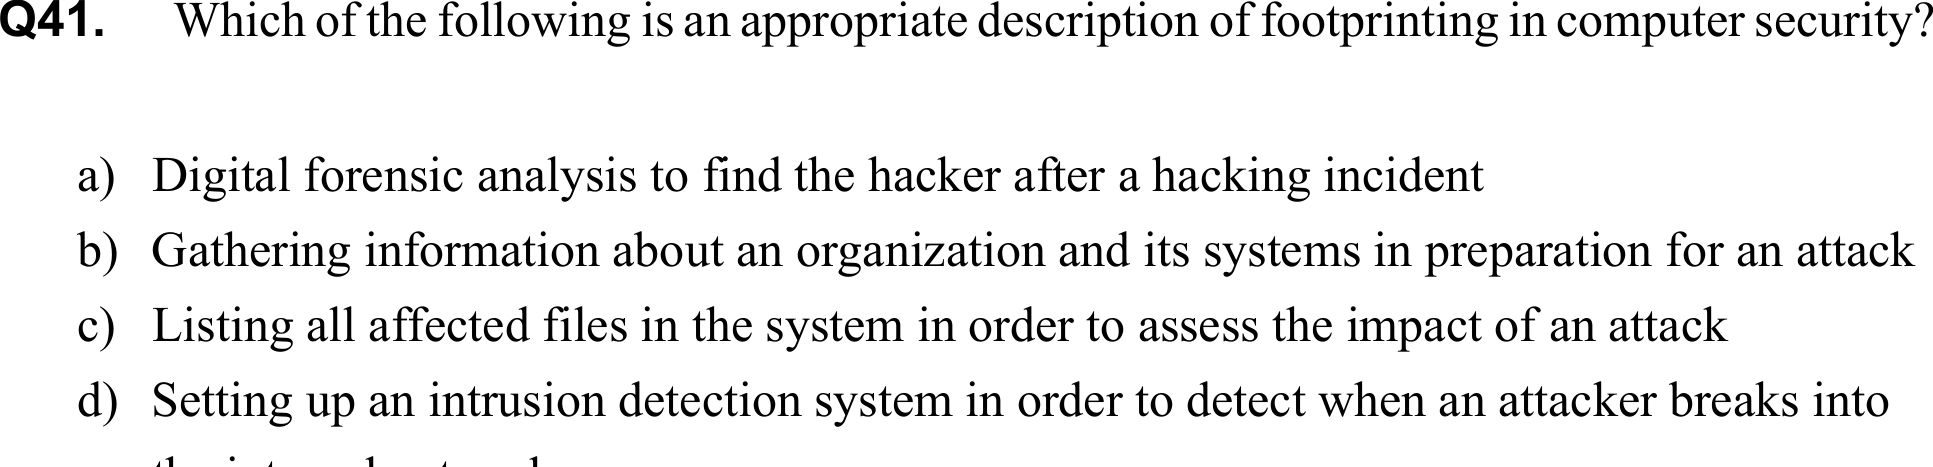 Q41. Which of the following is an appropriate description of footprinting in computer security?
a) Digital forensic analysis to find the hacker after a hacking incident
b) Gathering information about an organization and its systems in preparation for an attack
c) Listing all affected files in the system in order to assess the impact of an attack
d) Setting up an intrusion detection system in order to detect when an attacker breaks into